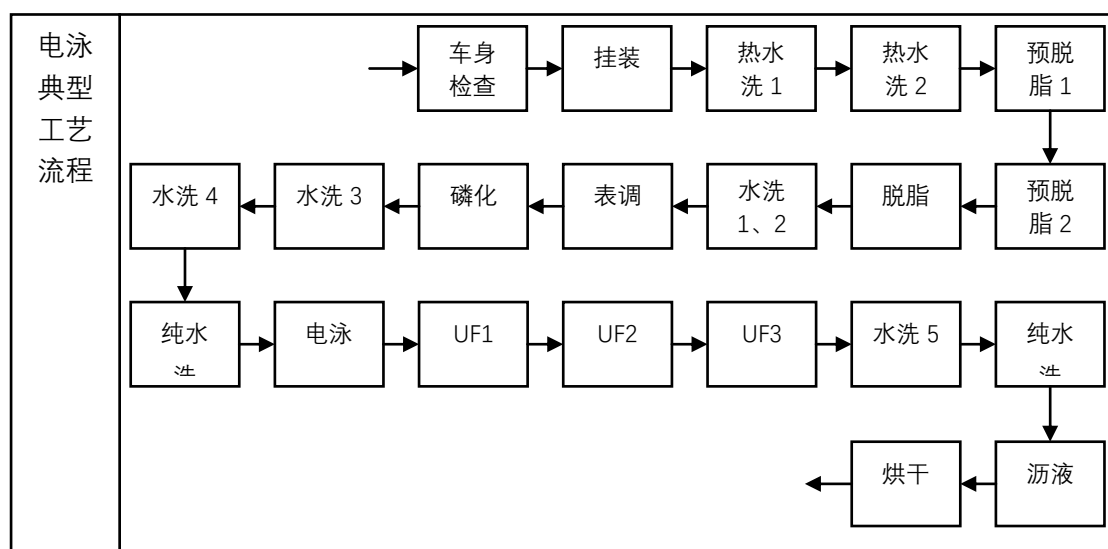 电泳
典型
工艺
流程
车身
检查
挂装
热水
洗 1
热水
洗 2
预脱
脂 1
水洗 4
水洗 3
磷化
表调
水洗
1、2
脱脂
预脱
脂 2
纯水
洗
电泳
UF1
UF2
UF3
水洗 5
纯水
洗
烘干
沥液